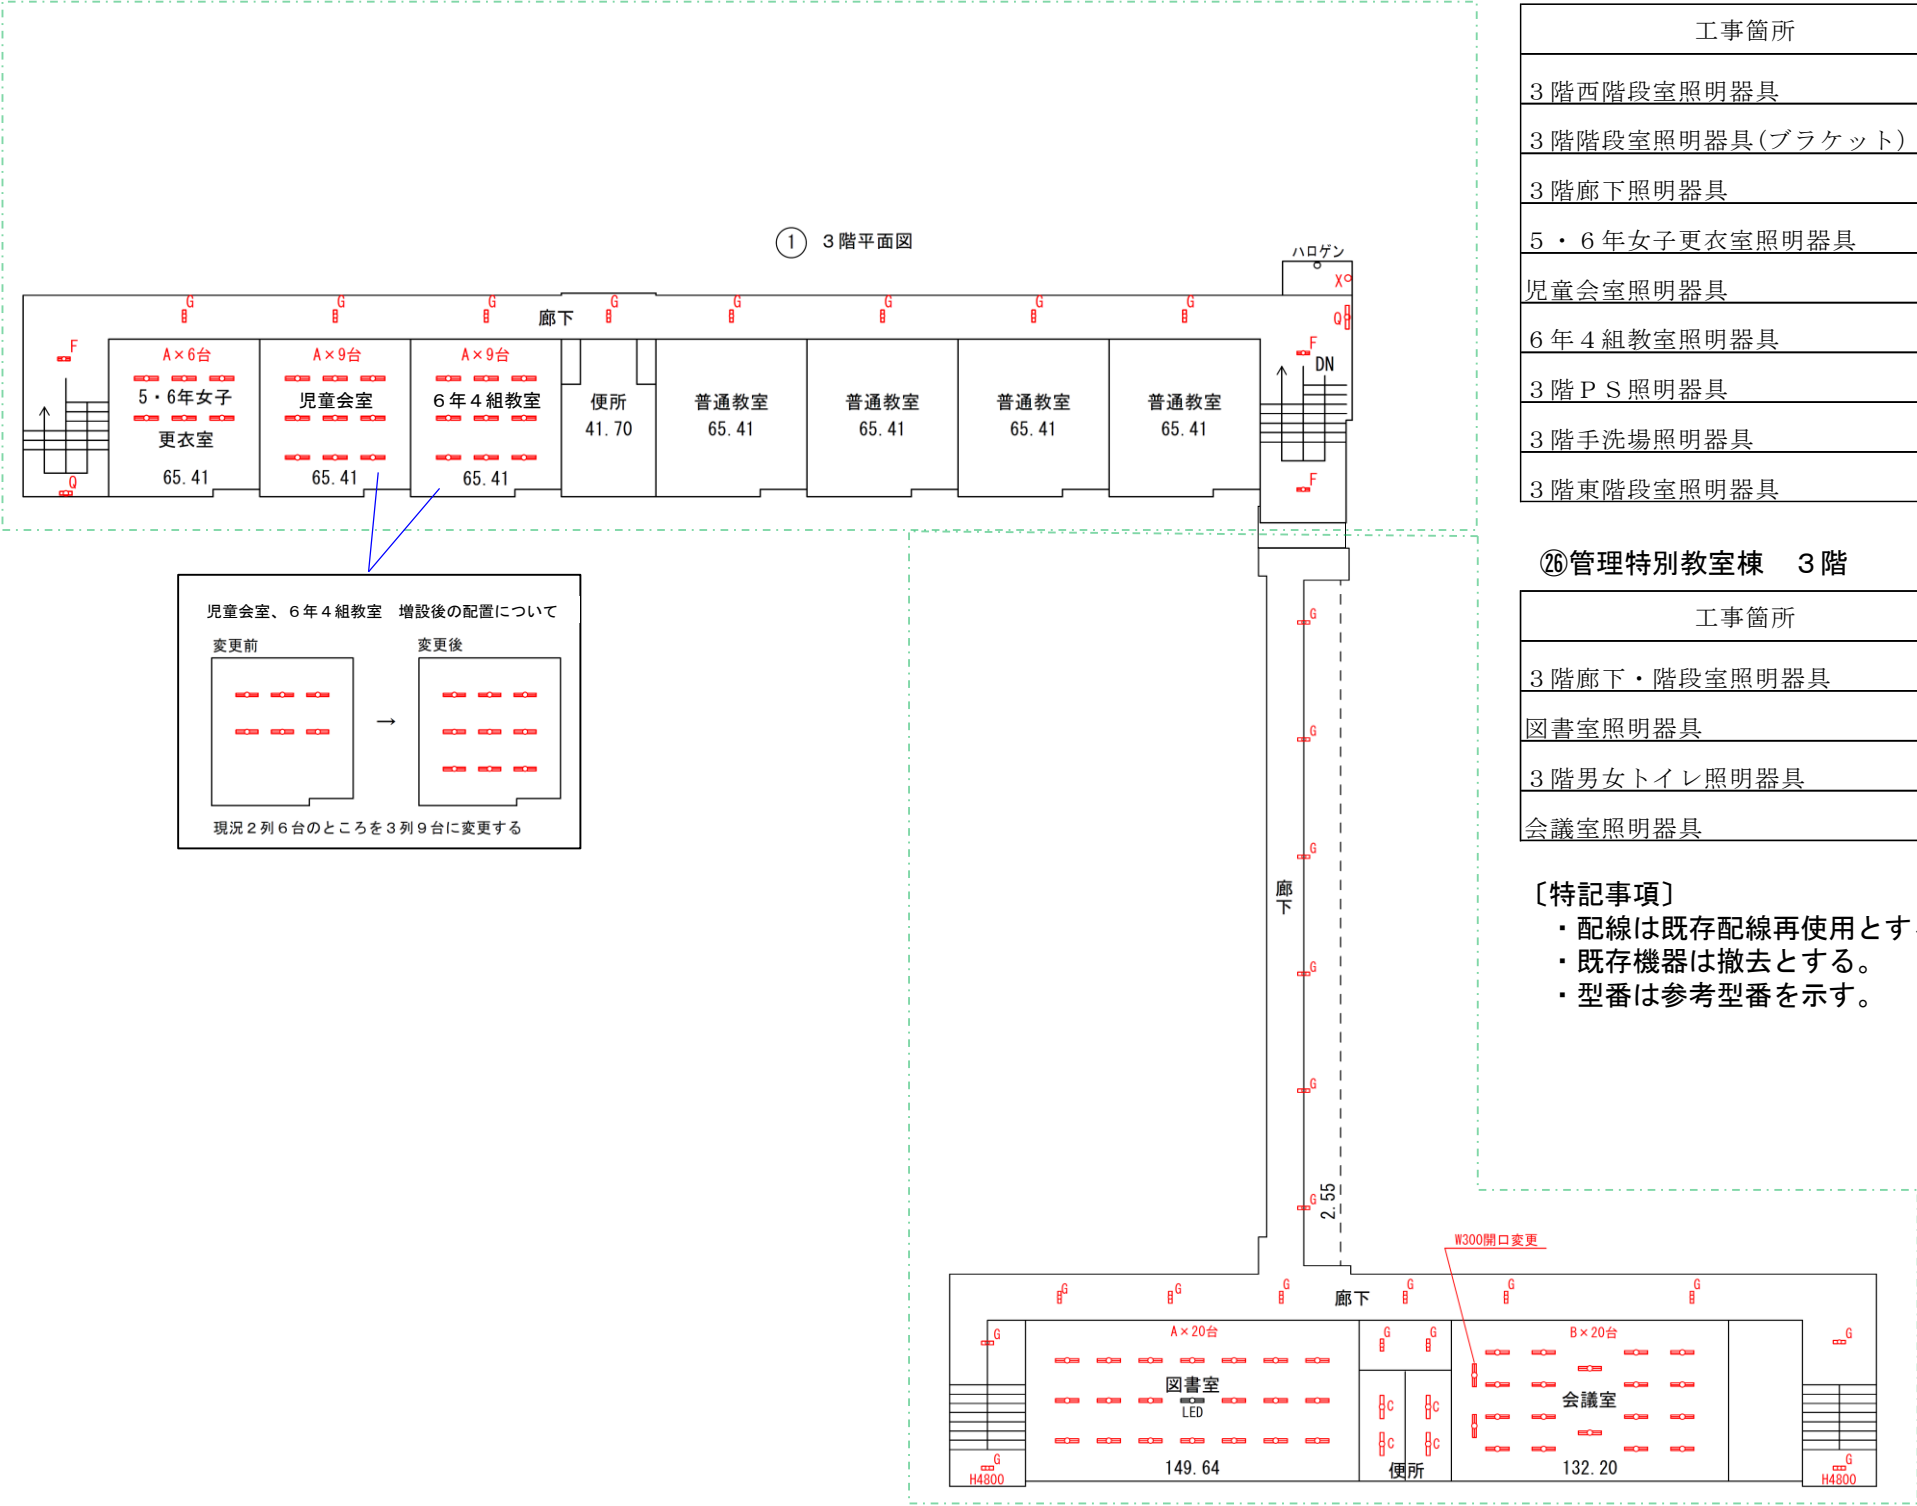 ① 3階平面図
ハロゲン
X
G
G
G
G
G
G
G
G
Q
廊下
F
F
DN
A×6台
A×9台
A×9台
5・6年女子
更衣室
65.41
児童会室
65.41
6年4組教室
65.41
便所
41.70
普通教室
65.41
普通教室
65.41
普通教室
65.41
普通教室
65.41
Q
F
児童会室、6年4組教室 増設後の配置について
変更前
変更後
→
現況2列6台のところを3列9台に変更する
G
G
G
G
G
G
廊下
2.55
W300開口変更
G
G
G
G
G
G
廊下
G
A×20台
G
G
B×20台
G
図書室
LED
149.64
C
C
C
C
便所
会議室
132.20
G
H4800
G
H4800
工事箇所
3階西階段室照明器具
3階階段室照明器具(ブラケット)
3階廊下照明器具
5・6年女子更衣室照明器具
児童会室照明器具
6年4組教室照明器具
3階PS照明器具
3階手洗場照明器具
3階東階段室照明器具
㉖管理特別教室棟 3階
工事箇所
3階廊下・階段室照明器具
図書室照明器具
3階男女トイレ照明器具
会議室照明器具
〔特記事項〕
・配線は既存配線再使用とす
・既存機器は撤去とする。
・型番は参考型番を示す。